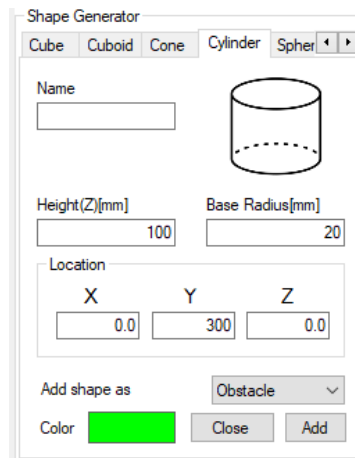 Shape Generator
Cube Cuboid Cone Cylinder Spher
Name
Height(Z)[mm] Base Radius[mm]
100 20
Location
X Y Z
0.0 300 0.0
Add shape as Obstacle
Color Close Add